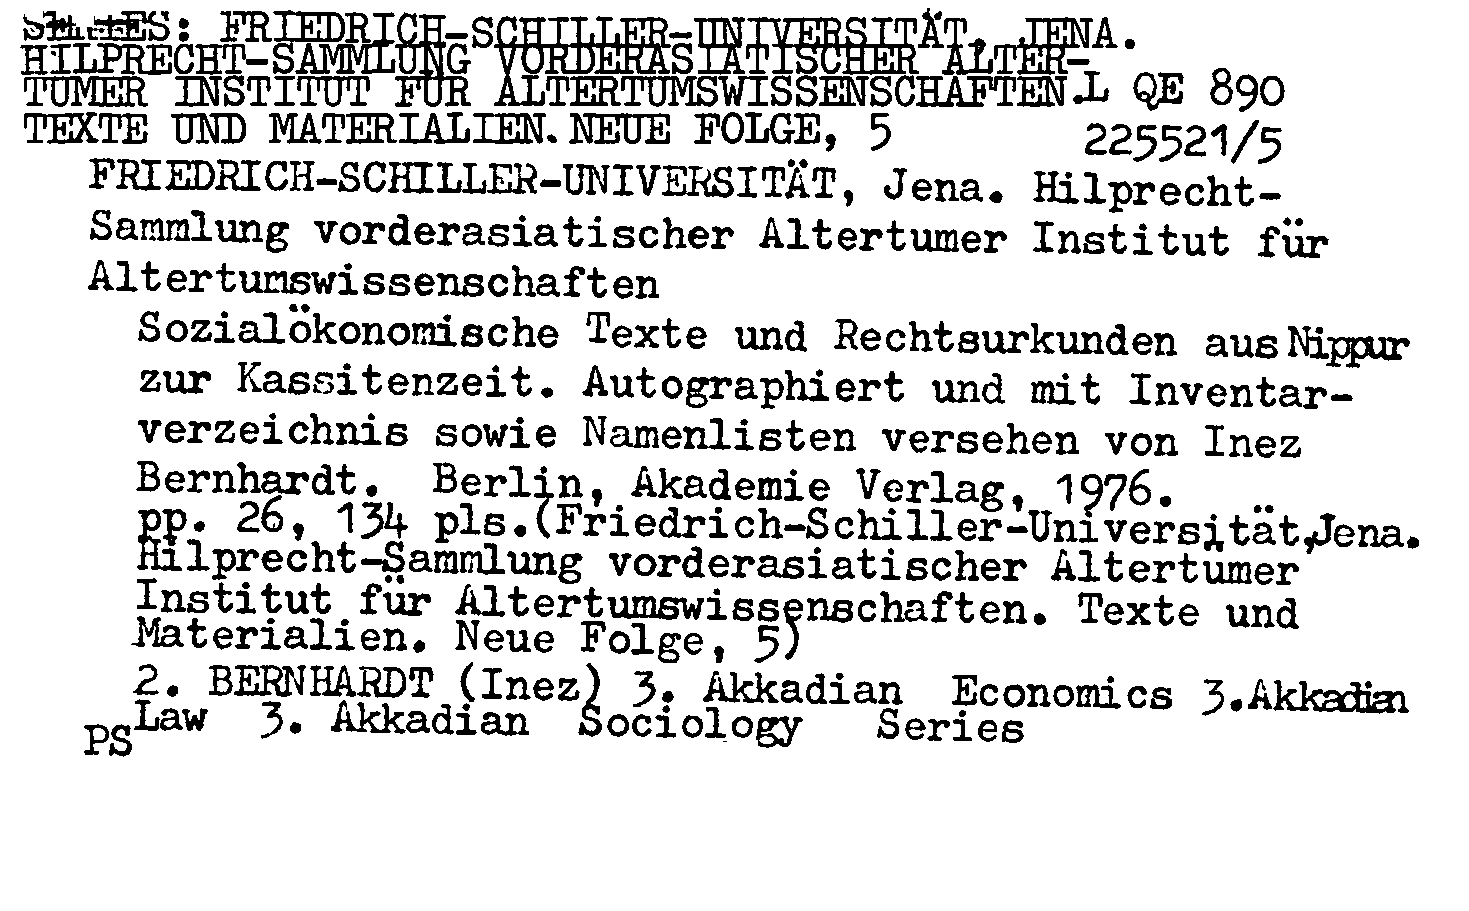 SERIES: FRIEDRICH-SCHILLER-UNIVERSITÄT, JENA.
HILPRECHT-SAMMLUNG VORDERASIATISCHER ALTER-
TUMER INSTITUT FÜR ALTERTUMSWISSENSCHAFTEN. L QE 890
TEXTE UND MATERIALIEN. NEUE FOLGE, 5 225521/5
FRIEDRICH-SCHILLER-UNIVERSITÄT, Jena. Hilprecht-
Sammlung vorderasiatischer Altertumer Institut für
Altertumswissenschaften
Sozialökonomische Texte und Rechtsurkunden aus Nippur
zur Kassitenzeit. Autographiert und mit Inventar-
verzeichnis sowie Namenlisten versehen von Inez
Bernhardt. Berlin, Akademie Verlag, 1976.
pp. 26, 134 pls. (Friedrich-Schiller-Universität, Jena.
Hilprecht-Sammlung vorderasiatischer Altertumer
Institut für Altertumswissenschaften. Texte und
Materialien. Neue Folge, 5)
2. BERNHARDT (Inez) 3. Akkadian Economics 3. Akkadian
Law 3. Akkadian Sociology Series
PS